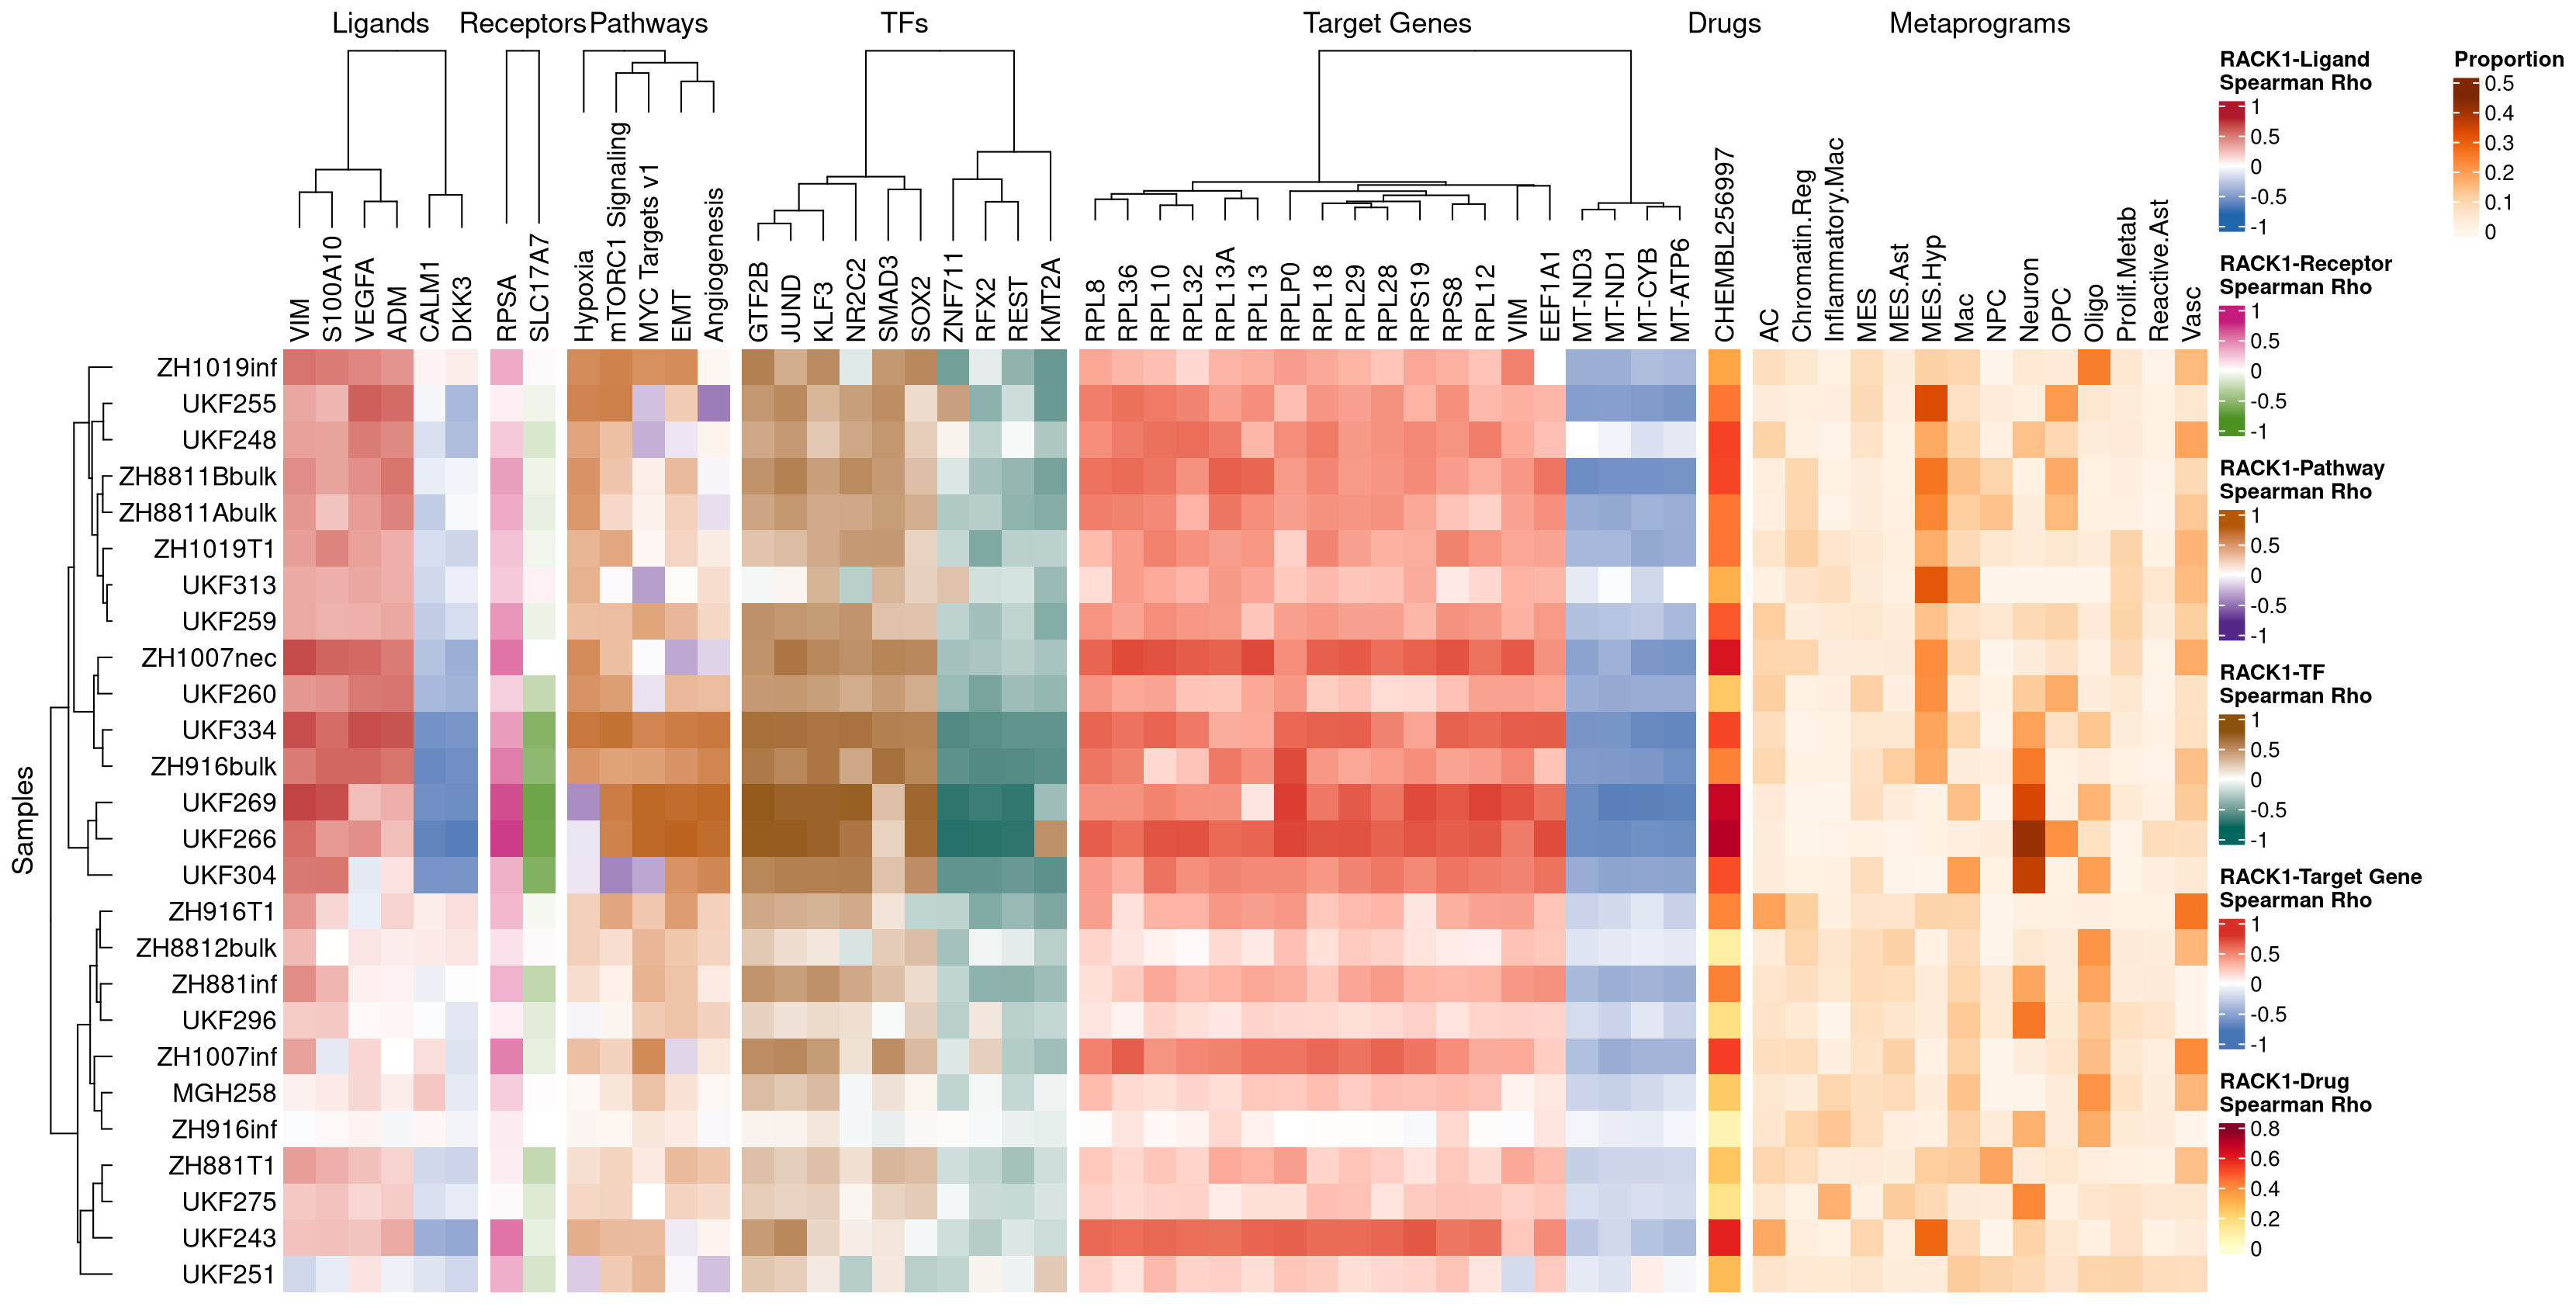 Ligands
Receptors
Pathways
TFs
Target Genes
Drugs
Metaprograms
VIM
S100A10
VEGFA
ADM
CALM1
DKK3
RPSA
SLC17A7
Hypoxia
mTORC1 Signaling
MYC Targets v1
EMT
Angiogenesis
GTF2B
JUND
KLF3
NR2C2
SMAD3
SOX2
ZNF711
RFX2
REST
KMT2A
RPL8
RPL36
RPL10
RPL32
RPL13A
RPL13
RPLP0
RPL18
RPL29
RPL28
RPS19
RPS8
RPL12
VIM
EEF1A1
MT-ND3
MT-ND1
MT-CYB
MT-ATP6
CHEMBL2256997
AC
Chromatin.Reg
Inflammatory.Mac
MES
MES.Ast
MES.Hyp
Mac
NPC
Neuron
OPC
Oligo
Prolif.Metab
Reactive.Ast
Vasc
Samples
ZH1019inf
UKF255
UKF248
ZH8811Bbulk
ZH8811Abulk
ZH1019T1
UKF313
UKF259
ZH1007nec
UKF260
UKF334
ZH916bulk
UKF269
UKF266
UKF304
ZH916T1
ZH8812bulk
ZH881inf
UKF296
ZH1007inf
MGH258
ZH916inf
ZH881T1
UKF275
UKF243
UKF251
RACK1-Ligand
Spearman Rho
1
0.5
0
-0.5
-1
RACK1-Receptor
Spearman Rho
1
0.5
0
-0.5
-1
RACK1-Pathway
Spearman Rho
1
0.5
0
-0.5
-1
RACK1-TF
Spearman Rho
1
0.5
0
-0.5
-1
RACK1-Target Gene
Spearman Rho
1
0.5
0
-0.5
-1
RACK1-Drug
Spearman Rho
0.8
0.6
0.4
0.2
0
Proportion
0.5
0.4
0.3
0.2
0.1
0